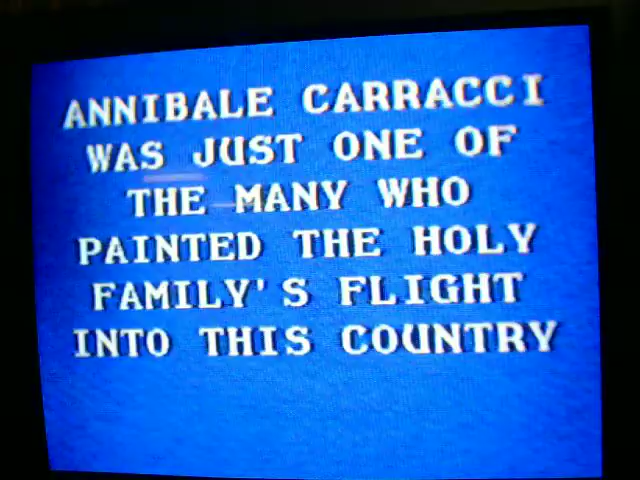 ANNIBALE CARRACCI
WAS JUST ONE OF
THE MANY WHO
PAINTED THE HOLY
FAMILY'S FLIGHT
INTO THIS COUNTRY